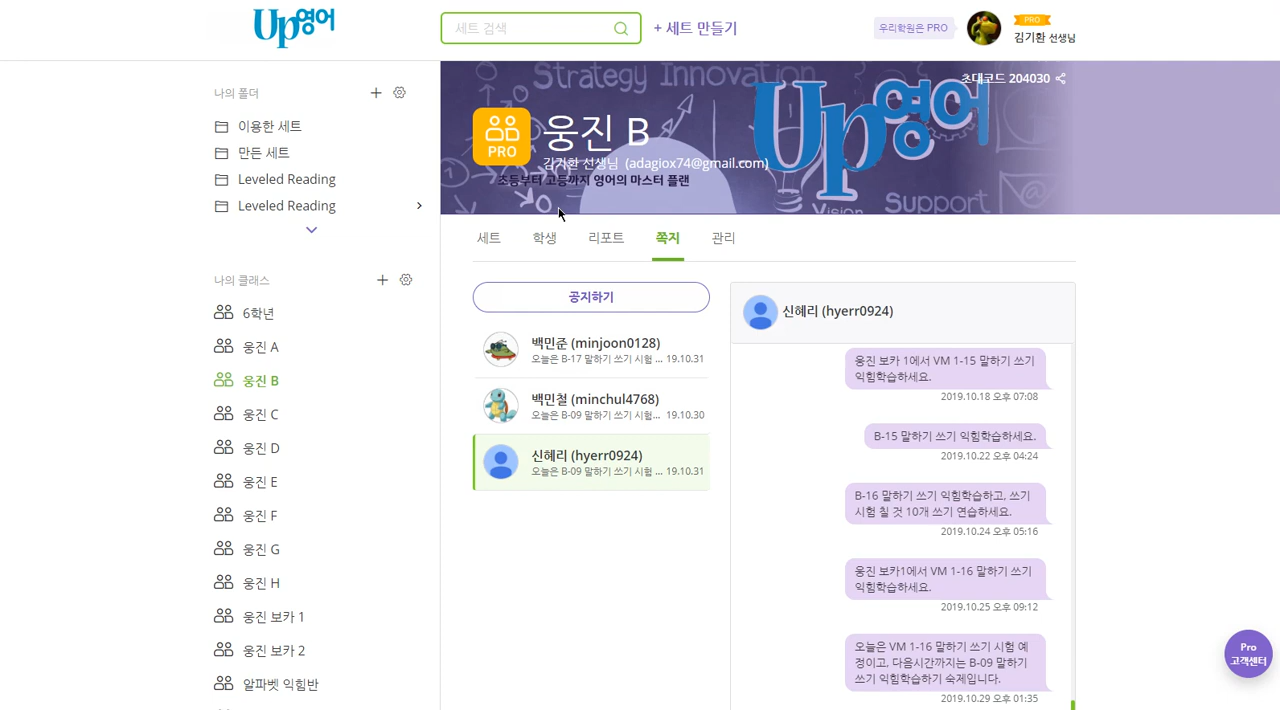 Up영어
세트 검색
+ 세트 만들기
우리학원은 PRO
PRO
김기환 선생님
나의 폴더
이용한 세트
만든 세트
Leveled Reading
Leveled Reading
나의 클래스
6학년
웅진 A
웅진 B
웅진 C
웅진 D
웅진 E
웅진 F
웅진 G
웅진 H
웅진 보카 1
웅진 보카 2
알파벳 익힘반
Strategy Innovation
초대코드 204030
Up영어
PRO
웅진 B
김기환 선생님 (adagiox74@gmail.com)
초등부터 고등까지 영어의 마스터 플랜
Vision
Support
세트 학생 리포트 쪽지 관리
공지하기
백민준 (minjoon0128)
오늘은 B-17 말하기 쓰기 시험 ... 19.10.31
백민철 (minchul4768)
오늘은 B-09 말하기 쓰기 시험... 19.10.30
신혜리 (hyerr0924)
오늘은 B-09 말하기 쓰기 시험 ... 19.10.31
신혜리 (hyerr0924)
웅진 보카 1에서 VM 1-15 말하기 쓰기
익힘학습하세요.
2019.10.18 오후 07:08
B-15 말하기 쓰기 익힘학습하세요.
2019.10.22 오후 04:24
B-16 말하기 쓰기 익힘학습하고, 쓰기
시험 칠 것 10개 쓰기 연습하세요.
2019.10.24 오후 05:16
웅진 보카1에서 VM 1-16 말하기 쓰기
익힘학습하세요.
2019.10.25 오후 09:12
오늘은 VM 1-16 말하기 쓰기 시험 예
정이고, 다음시간까지는 B-09 말하기
쓰기 익힘학습하기 숙제입니다.
2019.10.29 오후 01:35
Pro
고객센터